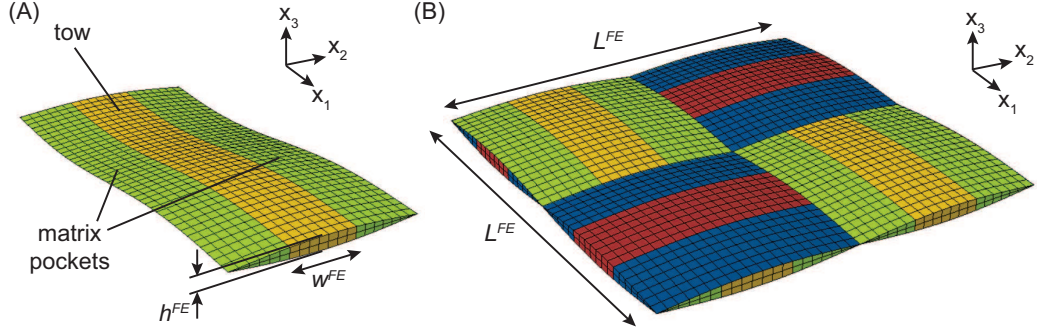 (A)
tow
x₃
x₂
x₁
matrix
pockets
h^FE
w^FE
(B)
L^FE
L^FE
x₃
x₂
x₁